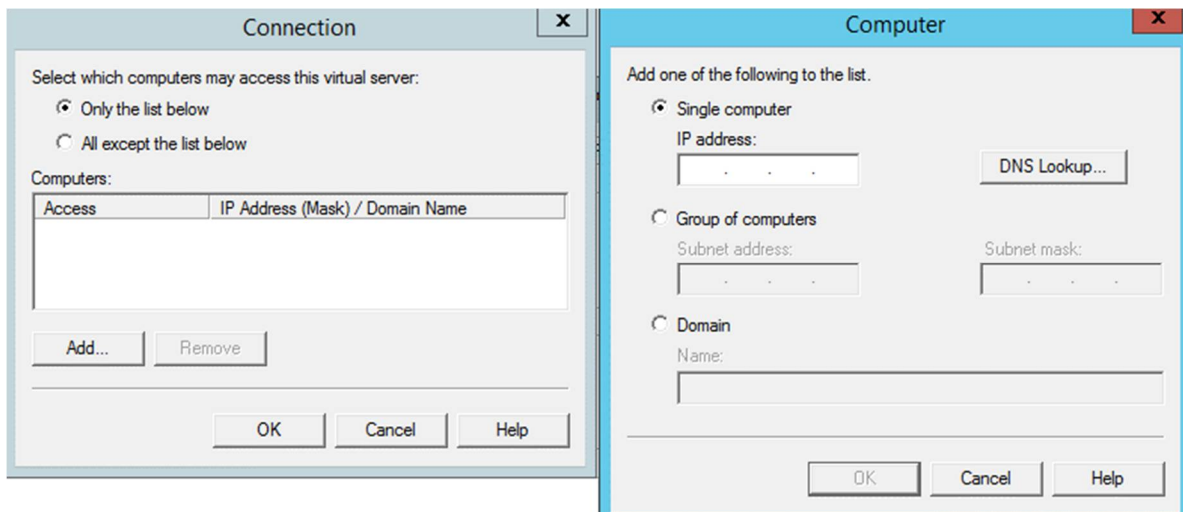 Connection
x
Select which computers may access this virtual server:
Only the list below
All except the list below
Computers:
Access IP Address (Mask) / Domain Name
Add... Remove
OK Cancel Help
Computer
x
Add one of the following to the list.
Single computer
IP address:
. . .
DNS Lookup...
Group of computers
Subnet address: Subnet mask:
. . . . . .
Domain
Name:
OK Cancel Help